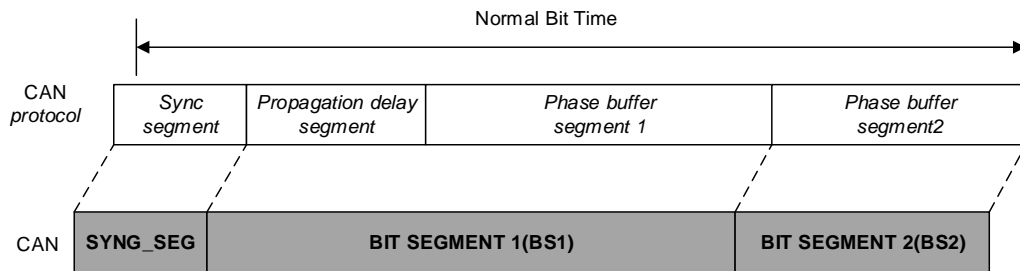 Normal Bit Time
CAN
protocol
Sync
segment
Propagation delay
segment
Phase buffer
segment 1
Phase buffer
segment2
CAN
SYNG_SEG
BIT SEGMENT 1(BS1)
BIT SEGMENT 2(BS2)